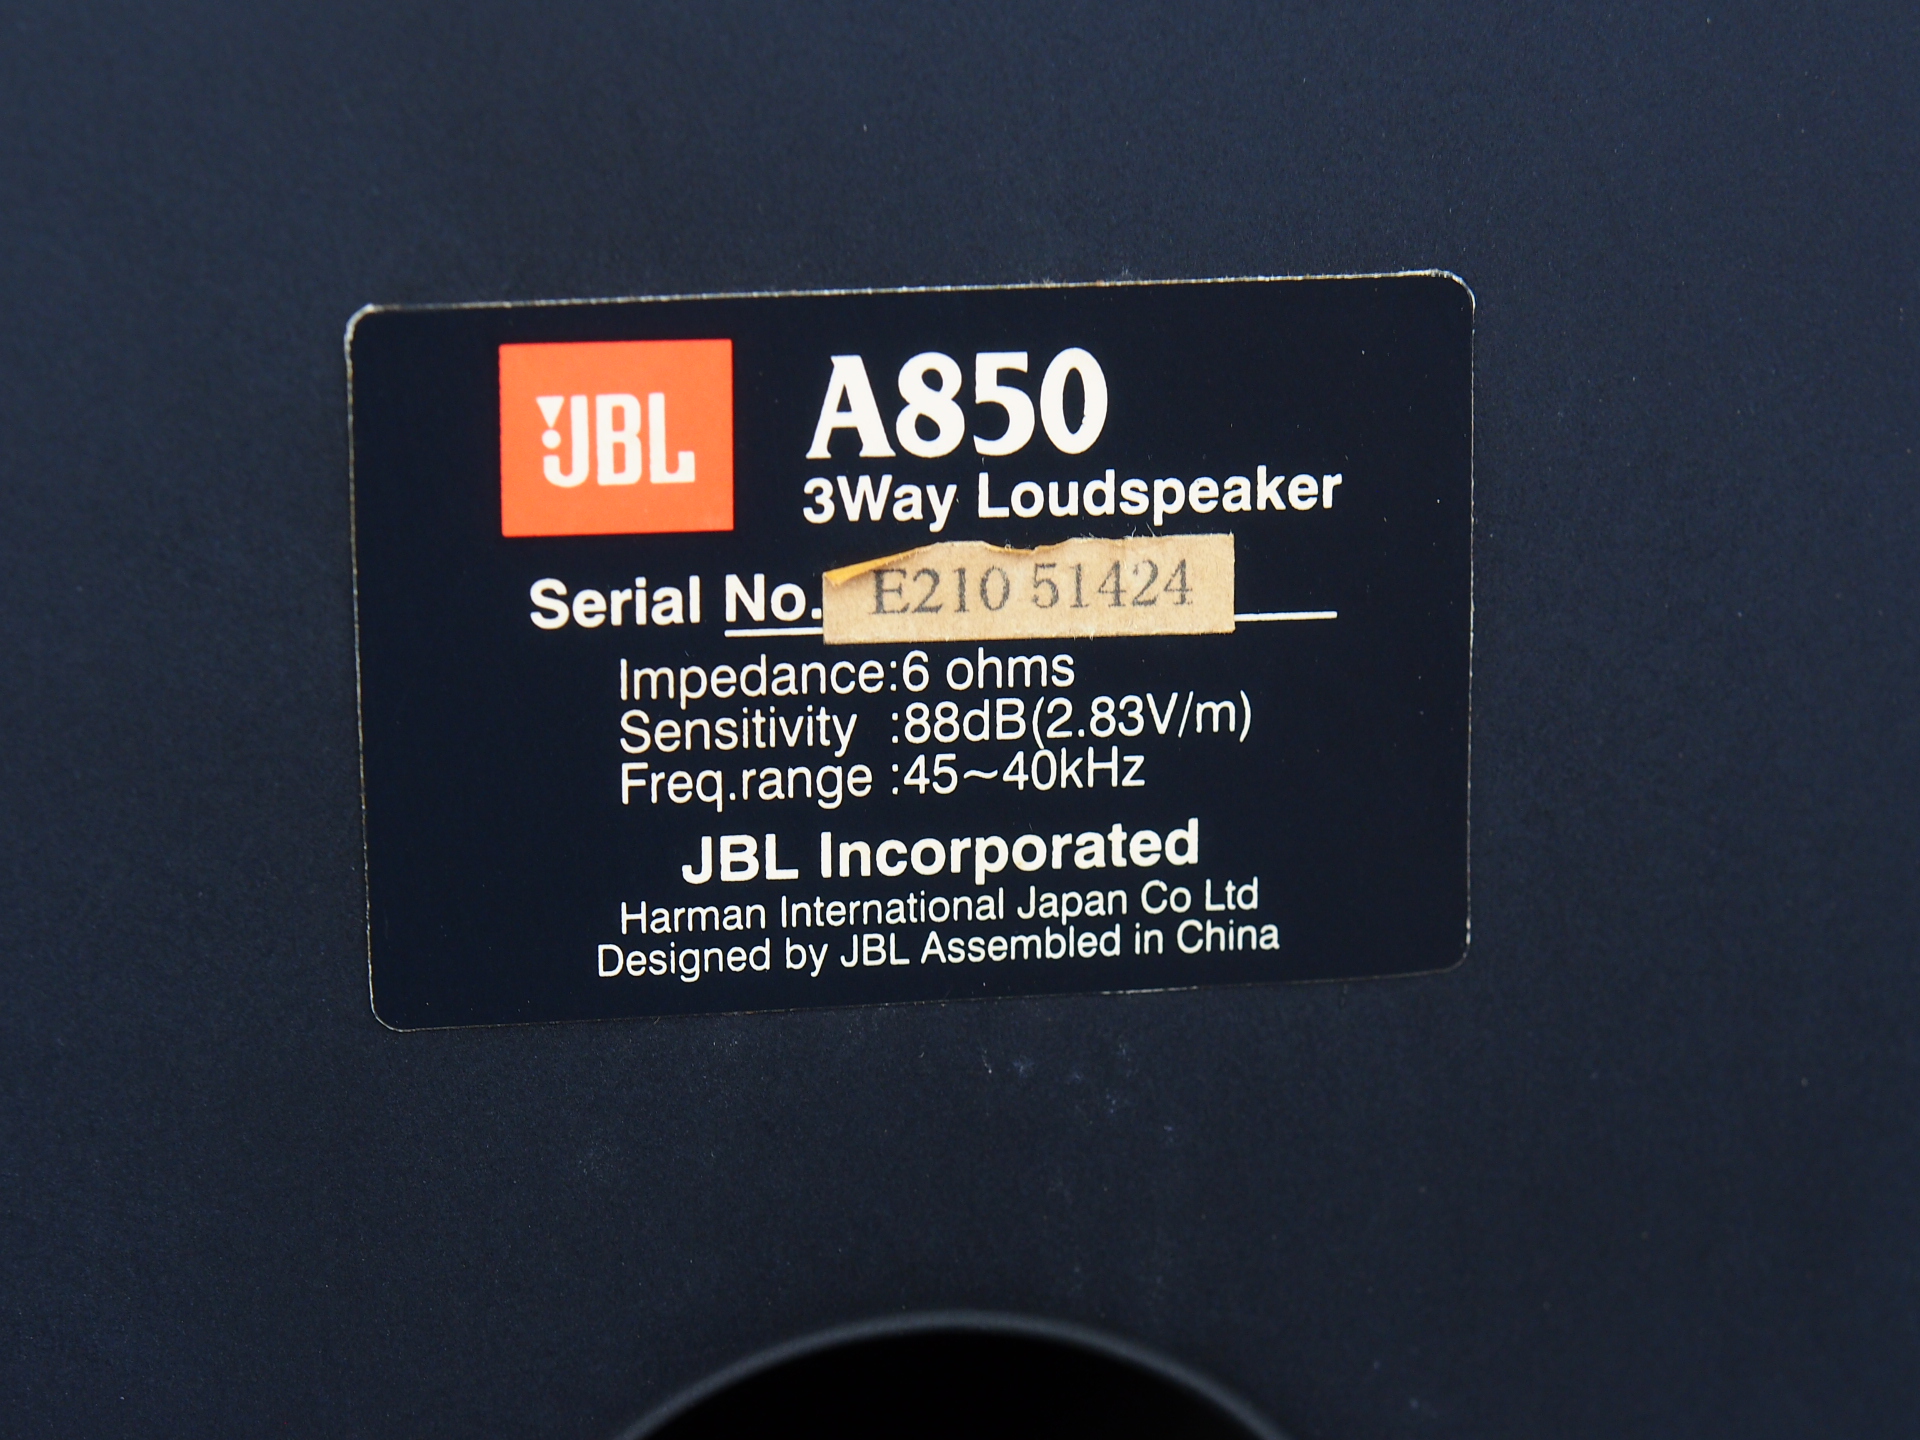 JBL
A850
3Way Loudspeaker
Serial No. E210 51424
Impedance:6 ohms
Sensitivity :88dB(2.83V/m)
Freq.range :45~40kHz
JBL Incorporated
Harman International Japan Co Ltd
Designed by JBL Assembled in China